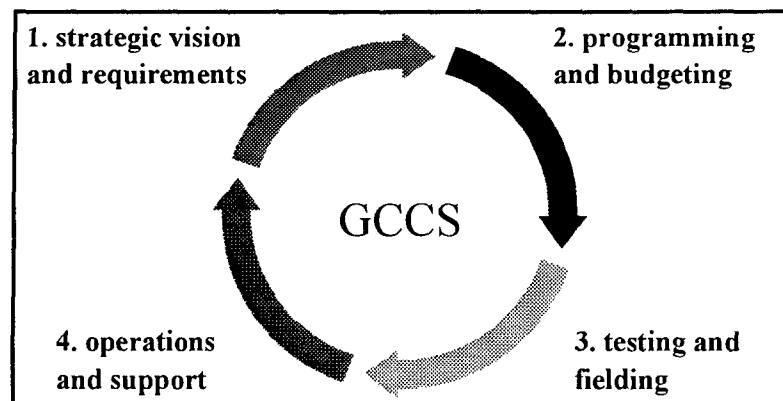 1. strategic vision
and requirements
2. programming
and budgeting
GCCS
4. operations
and support
3. testing and
fielding